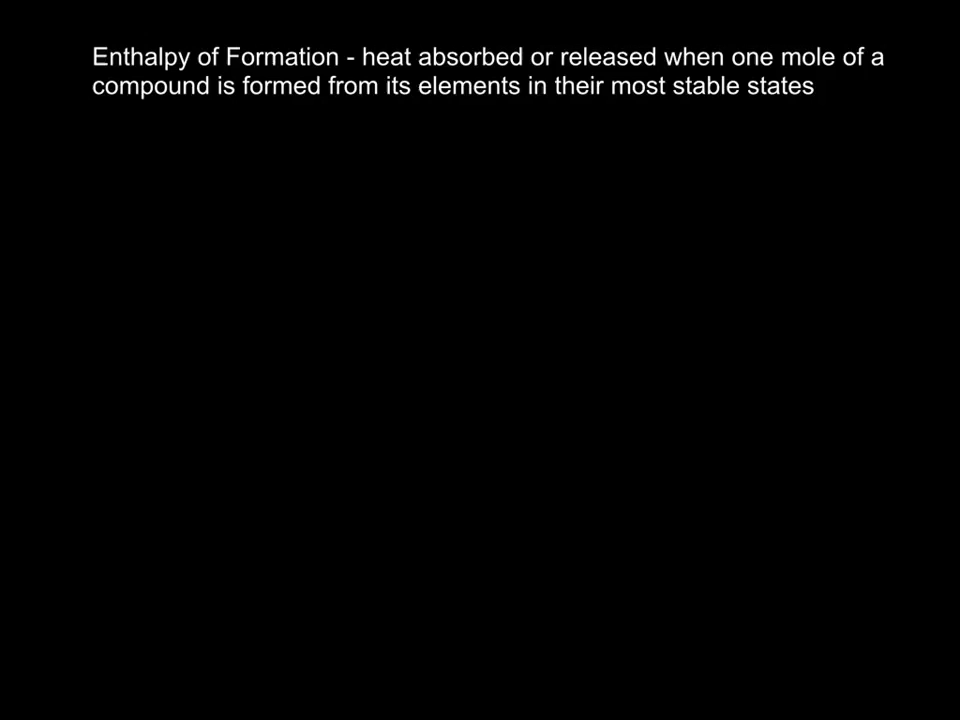 Enthalpy of Formation - heat absorbed or released when one mole of a
compound is formed from its elements in their most stable states